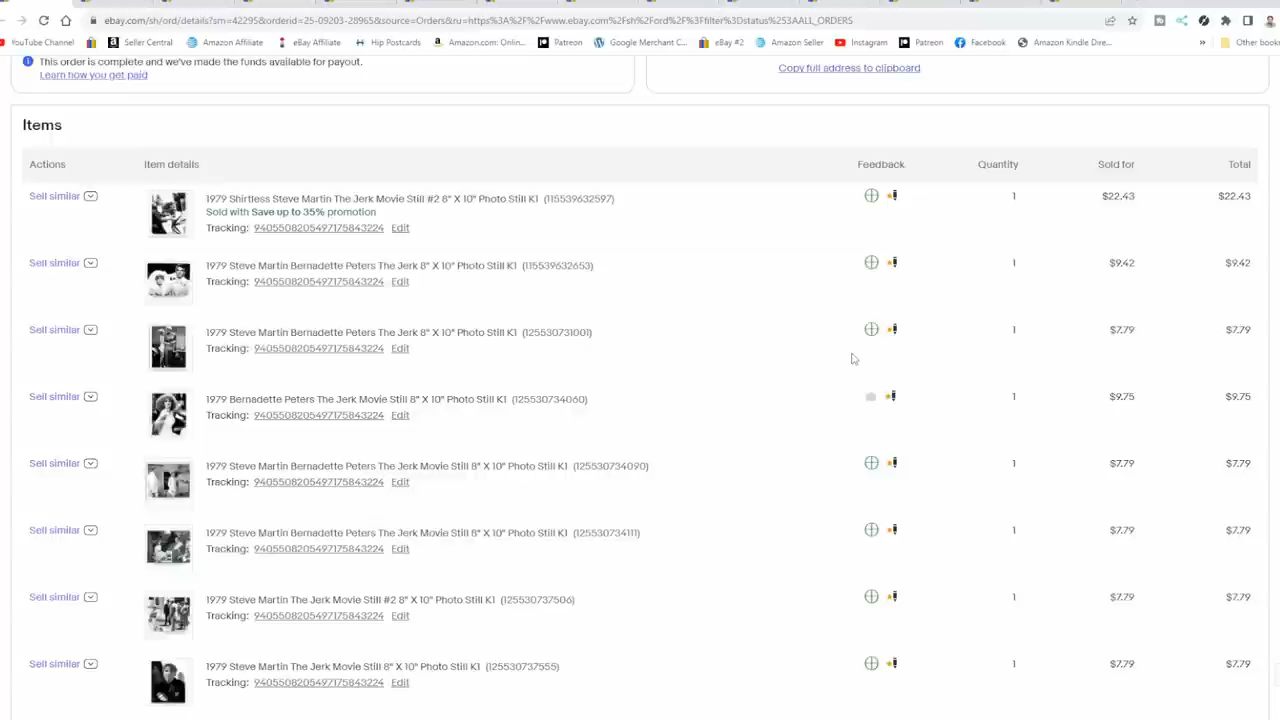 ebay.com/sh/ord/details?sm=42295&orderid=25-09203-28965&source=Orders&ru=https%3A%2F%2Fwww.ebay.com%2Fsh%2Ford%2F%3Ffilter%3Dstatus%253AALL_ORDERS
YouTube Channel Seller Central Amazon Affiliate eBay Affiliate Hip Postcards Amazon.com: Onlin... Patreon Google Merchant C... eBay #2 Amazon Seller Instagram Patreon Facebook Amazon Kindle Dire... » Other book
This order is complete and we've made the funds available for payout.
Learn how you get paid
Copy full address to clipboard
Items
Actions Item details Feedback Quantity Sold for Total
Sell similar 1979 Shirtless Steve Martin The Jerk Movie Still #2 8" X 10" Photo Still K1 (115539632597) 1 $22.43 $22.43
Sold with Save up to 35% promotion
Tracking: 9405508205497175843224 Edit
Sell similar 1979 Steve Martin Bernadette Peters The Jerk 8" X 10" Photo Still K1 (115539632653) 1 $9.42 $9.42
Tracking: 9405508205497175843224 Edit
Sell similar 1979 Steve Martin Bernadette Peters The Jerk 8" X 10" Photo Still K1 (125530731001) 1 $7.79 $7.79
Tracking: 9405508205497175843224 Edit
Sell similar 1979 Bernadette Peters The Jerk Movie Still 8" X 10" Photo Still K1 (125530734060) 1 $9.75 $9.75
Tracking: 9405508205497175843224 Edit
Sell similar 1979 Steve Martin Bernadette Peters The Jerk Movie Still 8" X 10" Photo Still K1 (125530734090) 1 $7.79 $7.79
Tracking: 9405508205497175843224 Edit
Sell similar 1979 Steve Martin Bernadette Peters The Jerk Movie Still 8" X 10" Photo Still K1 (125530734111) 1 $7.79 $7.79
Tracking: 9405508205497175843224 Edit
Sell similar 1979 Steve Martin The Jerk Movie Still #2 8" X 10" Photo Still K1 (125530737506) 1 $7.79 $7.79
Tracking: 9405508205497175843224 Edit
Sell similar 1979 Steve Martin The Jerk Movie Still 8" X 10" Photo Still K1 (125530737555) 1 $7.79 $7.79
Tracking: 9405508205497175843224 Edit